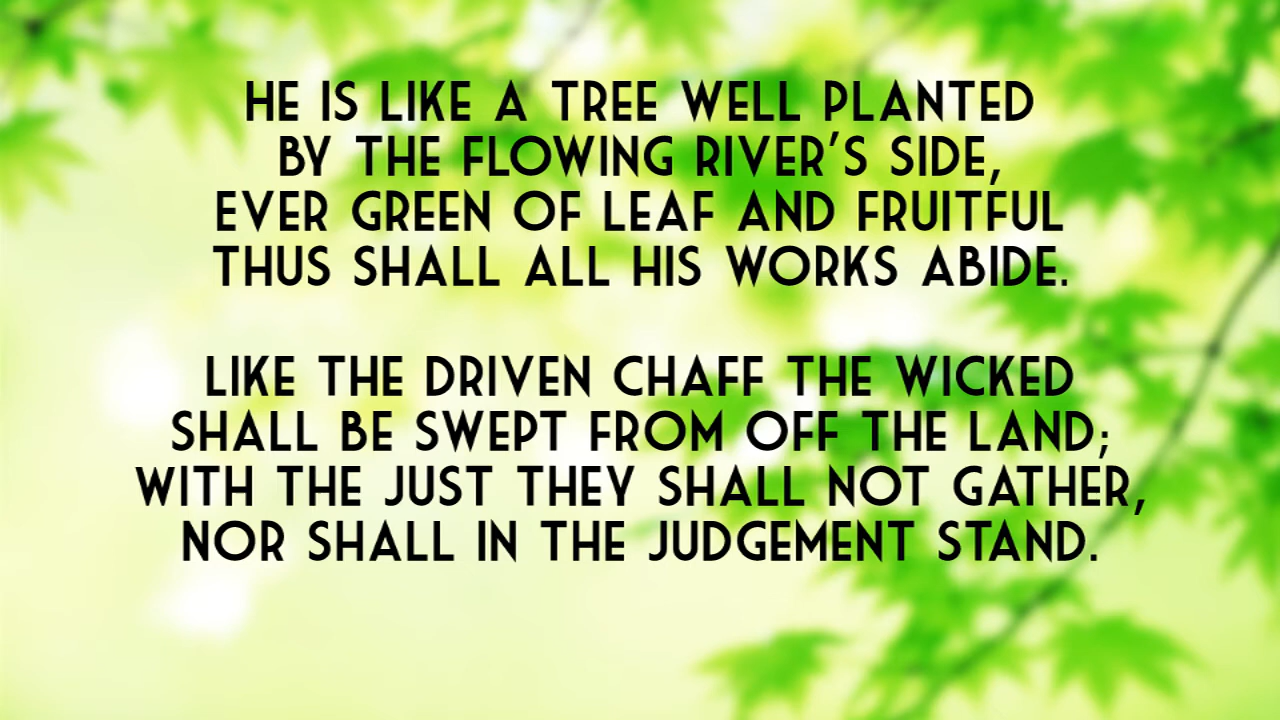 HE IS LIKE A TREE WELL PLANTED
BY THE FLOWING RIVER'S SIDE,
EVER GREEN OF LEAF AND FRUITFUL
THUS SHALL ALL HIS WORKS ABIDE.
LIKE THE DRIVEN CHAFF THE WICKED
SHALL BE SWEPT FROM OFF THE LAND;
WITH THE JUST THEY SHALL NOT GATHER,
NOR SHALL IN THE JUDGEMENT STAND.